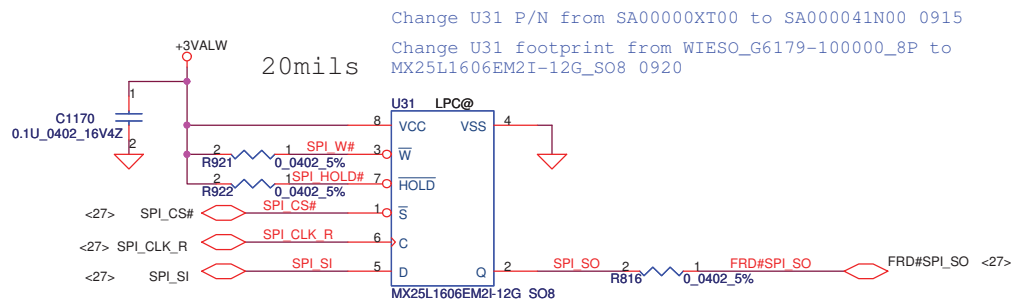 Change U31 P/N from SA00000XT00 to SA000041N00 0915
+3VALW
Change U31 footprint from WIESO_G6179-100000_8P to
20mils
MX25L1606EM2I-12G_SO8 0920
1
U31 LPC@
C1170
0.1U_0402_16V4Z
2
8 VCC VSS 4
2 1 SPI_W# 3 W
R921 0_0402_5%
2 1 SPI_HOLD# 7 HOLD
R922 0_0402_5%
<27> SPI_CS# SPI_CS# 1 S
<27> SPI_CLK_R SPI_CLK_R 6 C
<27> SPI_SI SPI_SI 5 D Q 2 SPI_SO 2 1 FRD#SPI_SO FRD#SPI_SO <27>
R816 0_0402_5%
MX25L1606EM2I-12G_SO8